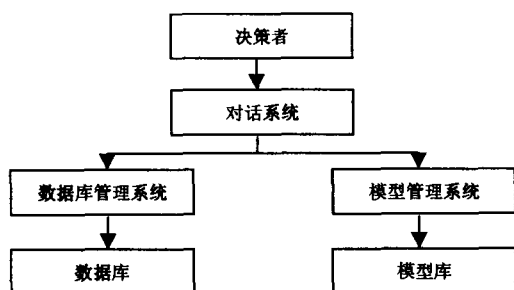 决策者
对话系统
数据库管理系统
模型管理系统
数据库
模型库